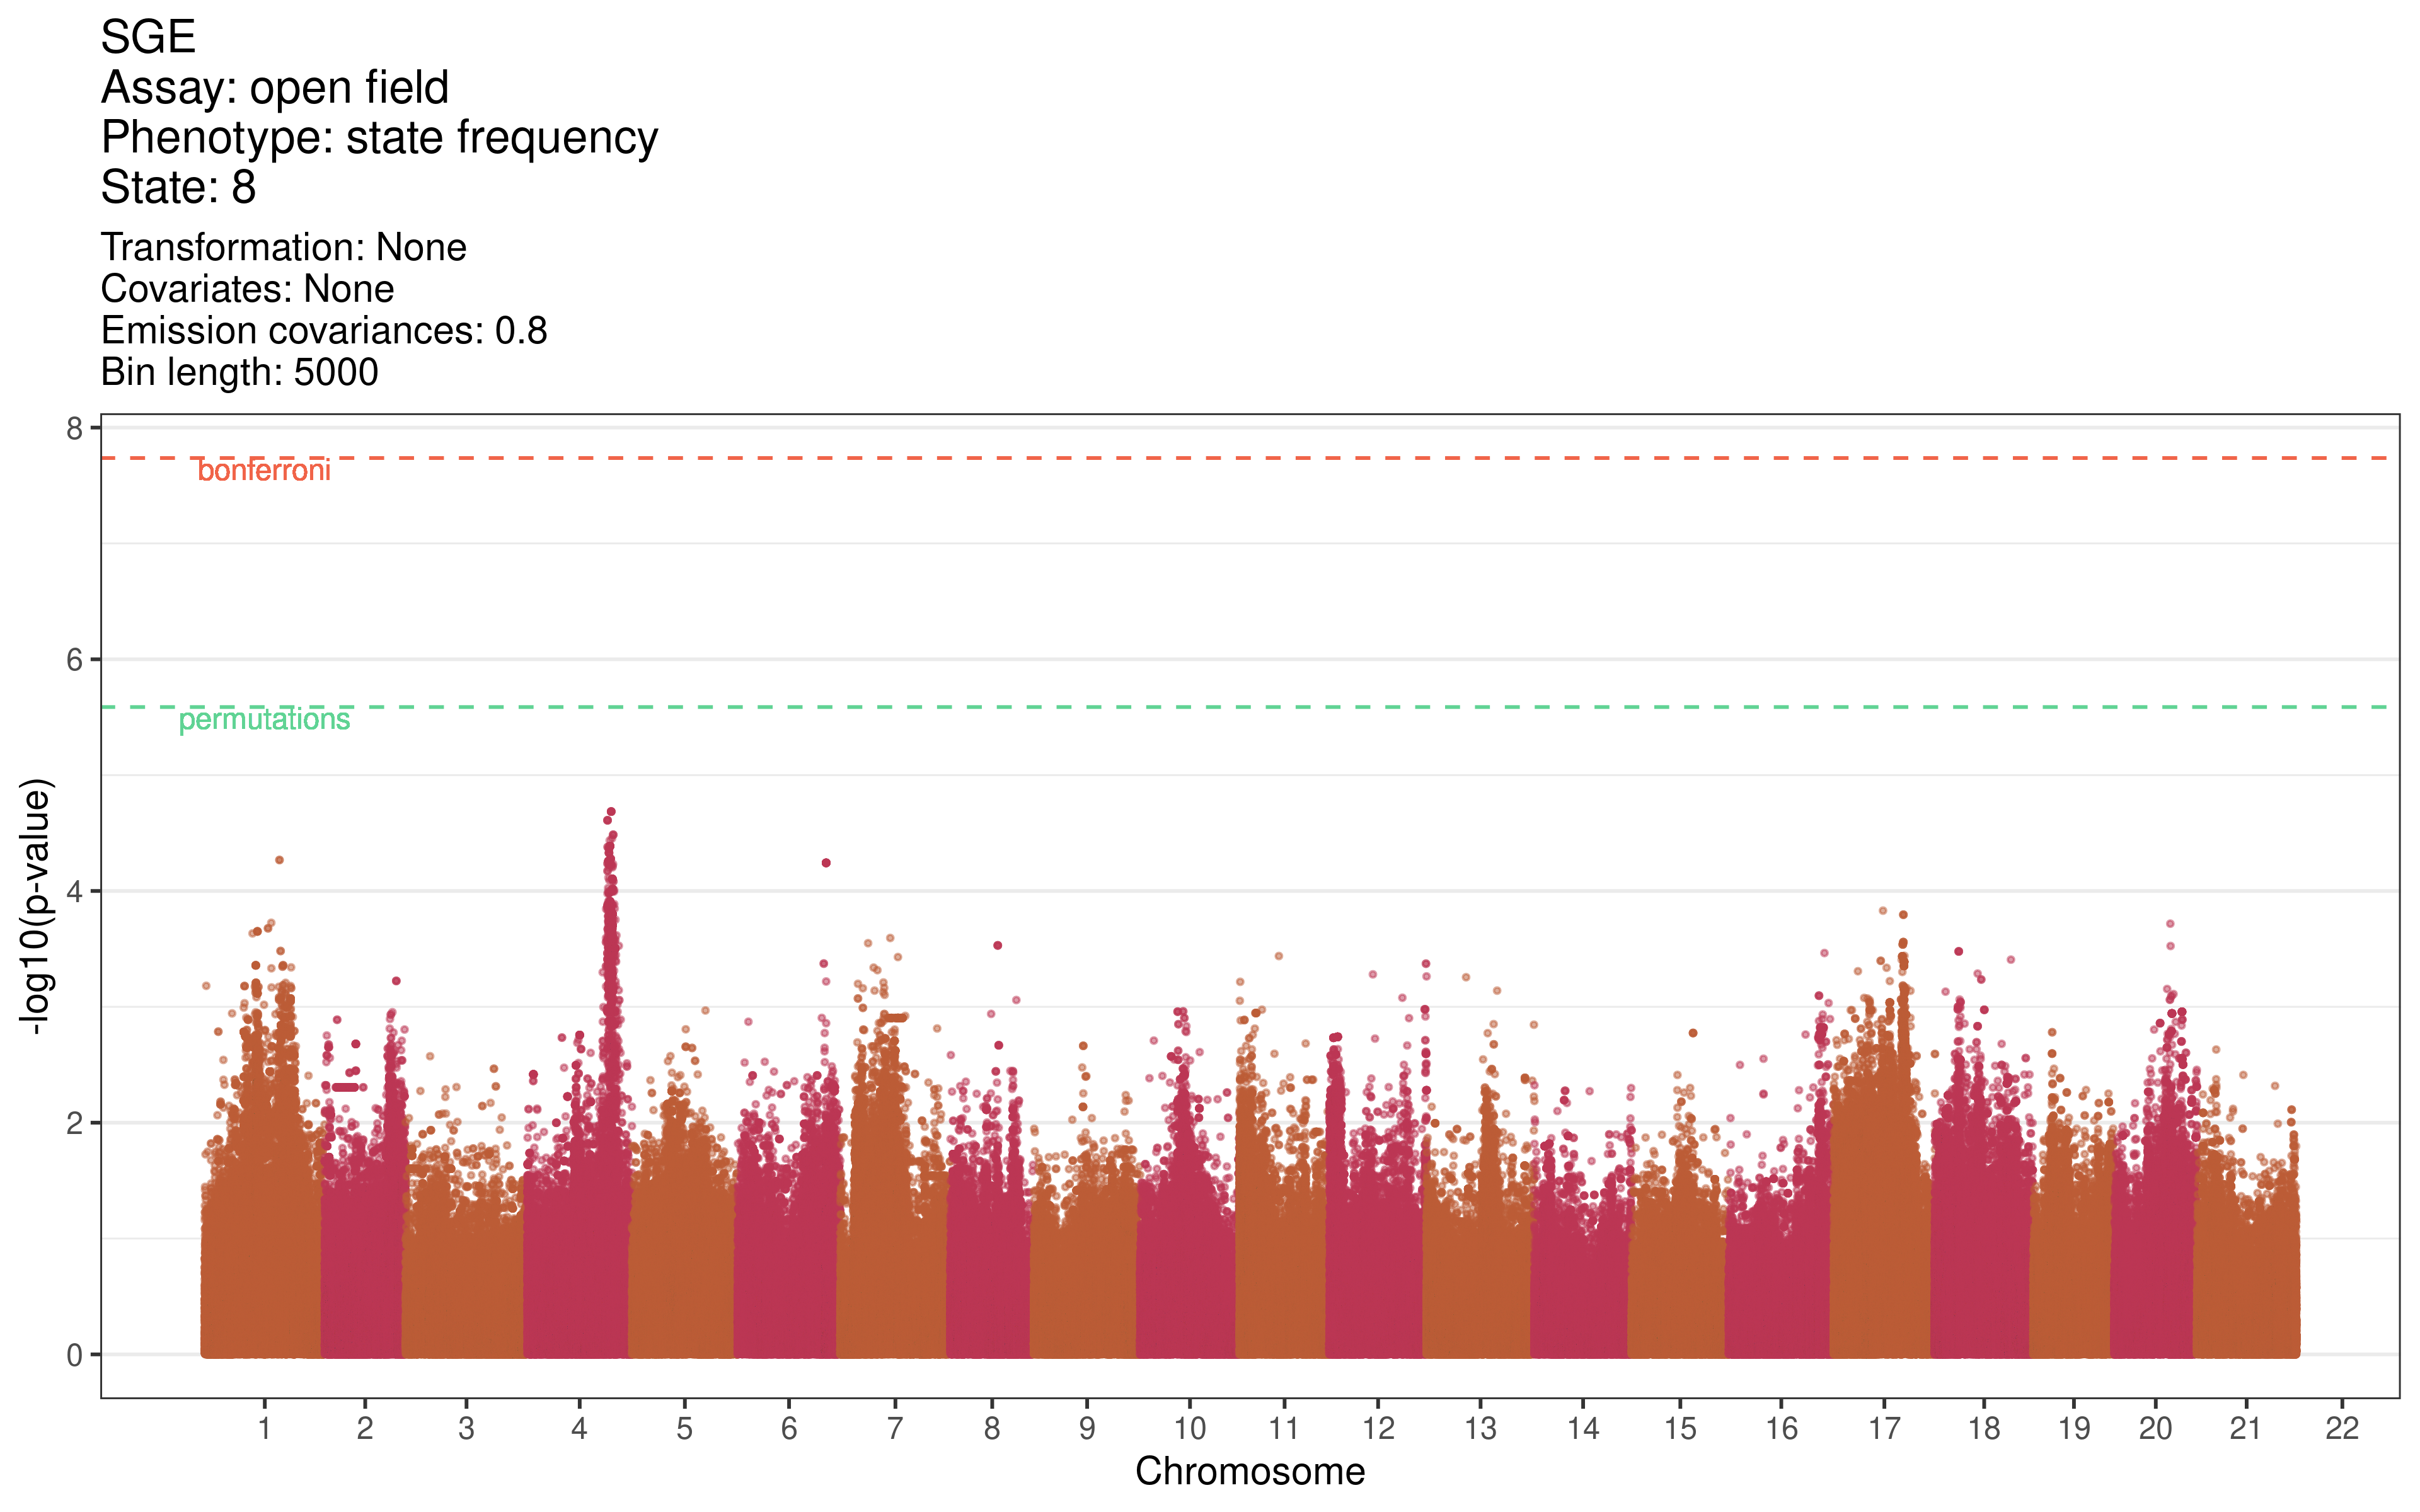 SGE
Assay: open field
Phenotype: state frequency
State: 8
Transformation: None
Covariates: None
Emission covariances: 0.8
Bin length: 5000
8
bonferroni
6
permutations
4
2
0
-log10(p-value)
1 2 3 4 5 6 7 8 9 10 11 12 13 14 15 16 17 18 19 20 21 22
Chromosome